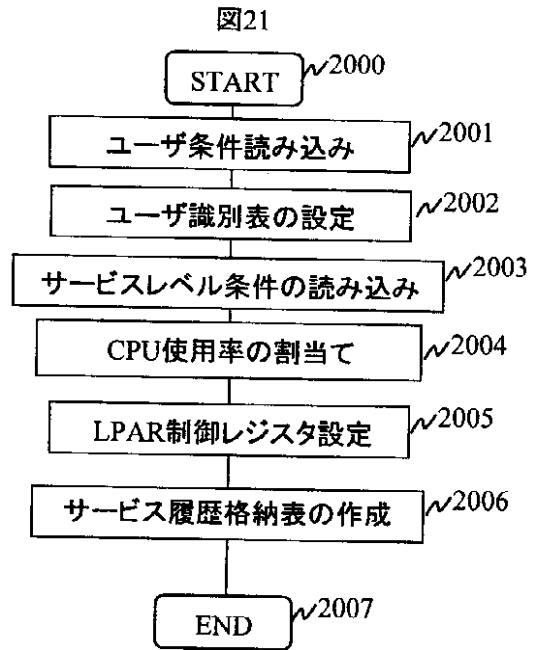 図21
START
2000
ユーザ条件読み込み
2001
ユーザ識別表の設定
2002
サービスレベル条件の読み込み
2003
CPU使用率の割当て
2004
LPAR制御レジスタ設定
2005
サービス履歴格納表の作成
2006
END
2007